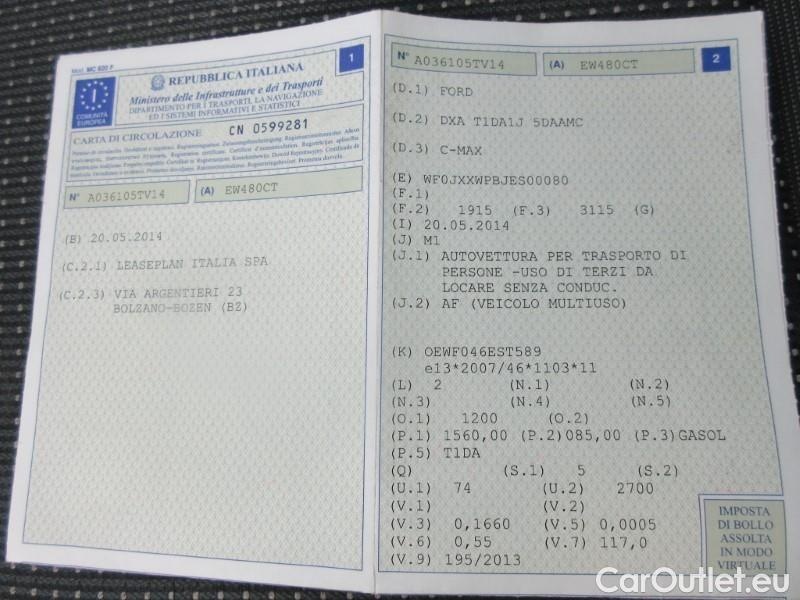 Mod. MC 820 F
1
REPUBBLICA ITALIANA
Ministero delle Infrastrutture e dei Trasporti
DIPARTIMENTO PER I TRASPORTI, LA NAVIGAZIONE
ED I SISTEMI INFORMATIVI E STATISTICI
I
COMUNITÀ
EUROPEA
CARTA DI CIRCOLAZIONE CN 0599281
N° A036105TV14 (A) EW480CT
(B) 20.05.2014
(C.2.1) LEASEPLAN ITALIA SPA
(C.2.3) VIA ARGENTIERI 23
BOLZANO-BOZEN (BZ)
N° A036105TV14 (A) EW480CT 2
(D.1) FORD
(D.2) DXA T1DA1J 5DAAMC
(D.3) C-MAX
(E) WF0JXXWPBJES00080
(F.1)
(F.2) 1915 (F.3) 3115 (G)
(I) 20.05.2014
(J) M1
(J.1) AUTOVETTURA PER TRASPORTO DI
PERSONE -USO DI TERZI DA
LOCARE SENZA CONDUC.
(J.2) AF (VEICOLO MULTIUSO)
(K) OEWF046EST589
e13*2007/46*1103*11
(L) 2 (N.1) (N.2)
(N.3) (N.4) (N.5)
(O.1) 1200 (O.2)
(P.1) 1560,00 (P.2)085,00 (P.3)GASOL
(P.5) T1DA
(Q) (S.1) 5 (S.2)
(U.1) 74 (U.2) 2700
(V.1) (V.2)
(V.3) 0,1660 (V.5) 0,0005
(V.6) 0,55 (V.7) 117,0
(V.9) 195/2013
IMPOSTA
DI BOLLO
ASSOLTA
IN MODO
VIRTUALE
CarOutlet.eu